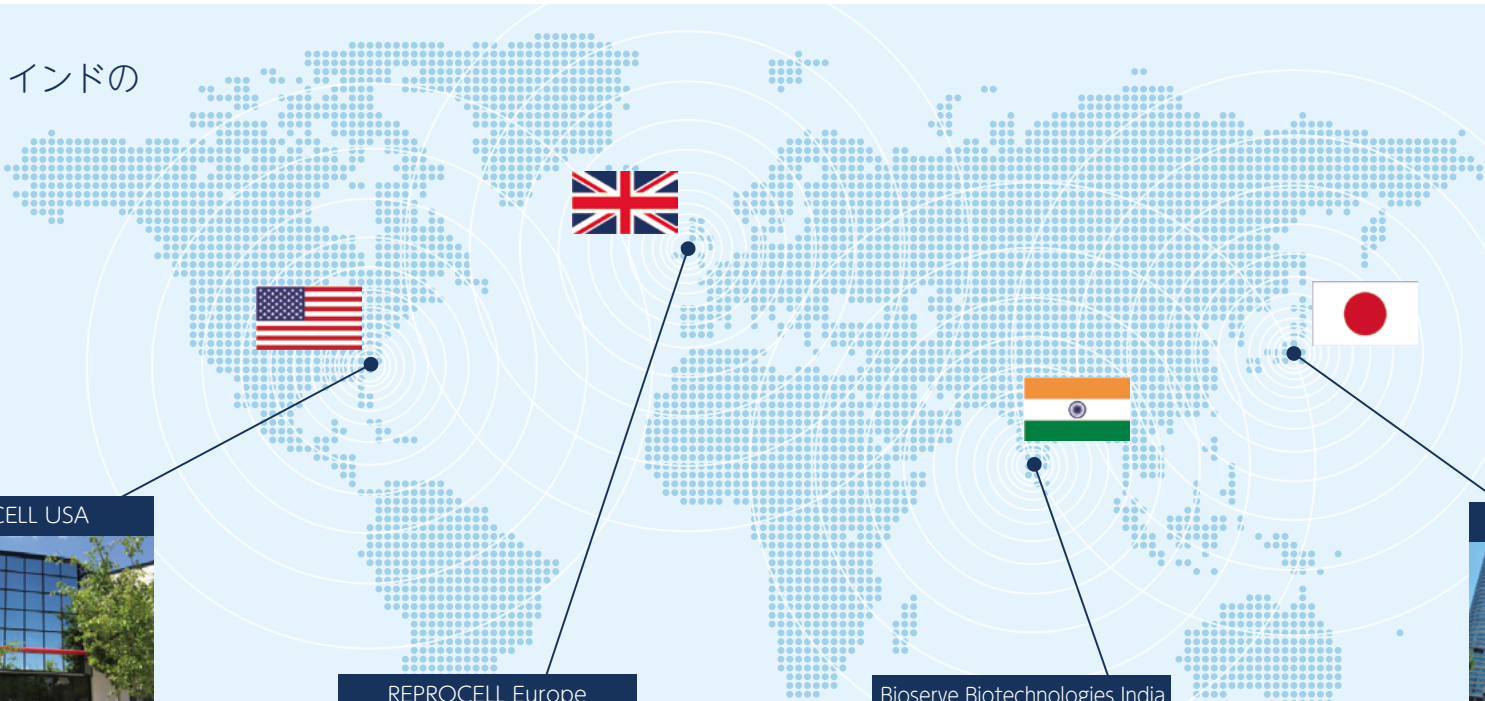 インドの
CELL USA
REPROCELL Europe
Bioserve Biotechnologies India